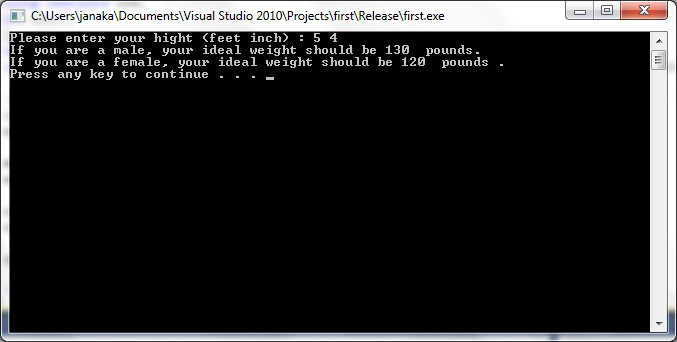 C:\Users\janaka\Documents\Visual Studio 2010\Projects\first\Release\first.exe
Please enter your hight (feet inch) : 5 4
If you are a male, your ideal weight should be 130  pounds.
If you are a female, your ideal weight should be 120  pounds .
Press any key to continue . . . _